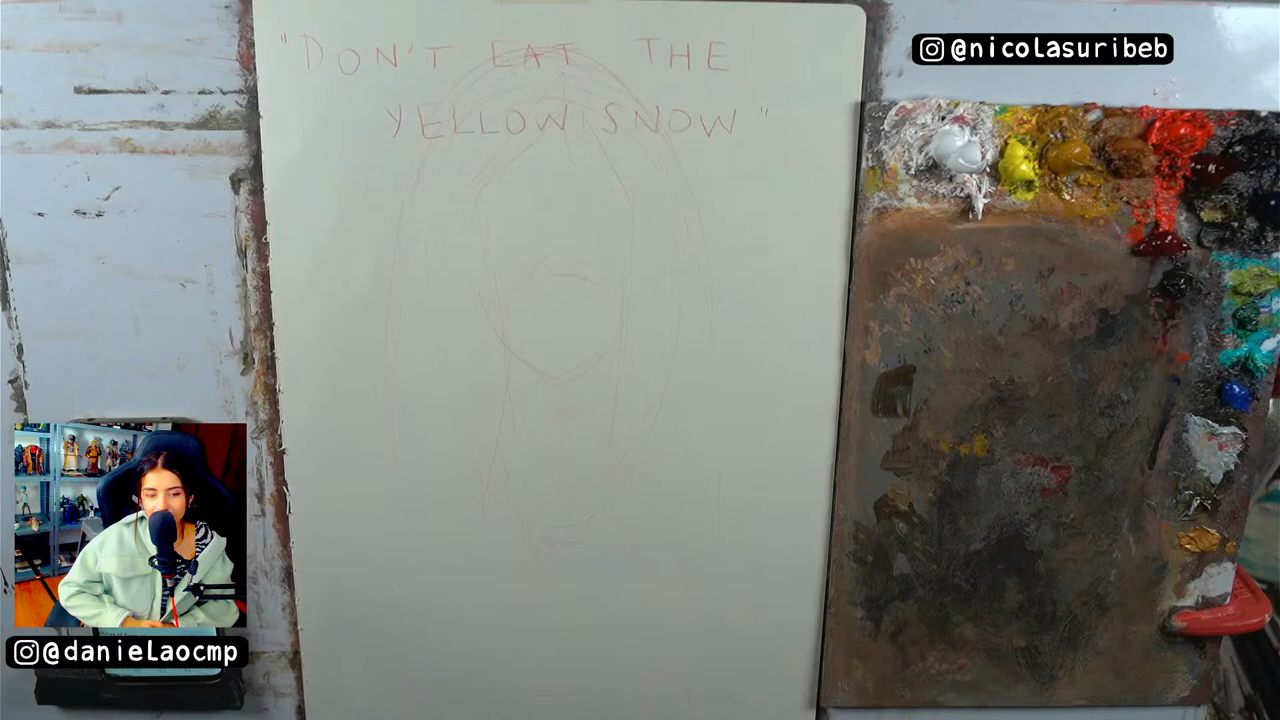 @nicolasuribeb
"DON'T EAT THE
YELLOW SNOW"
@danielaocmp